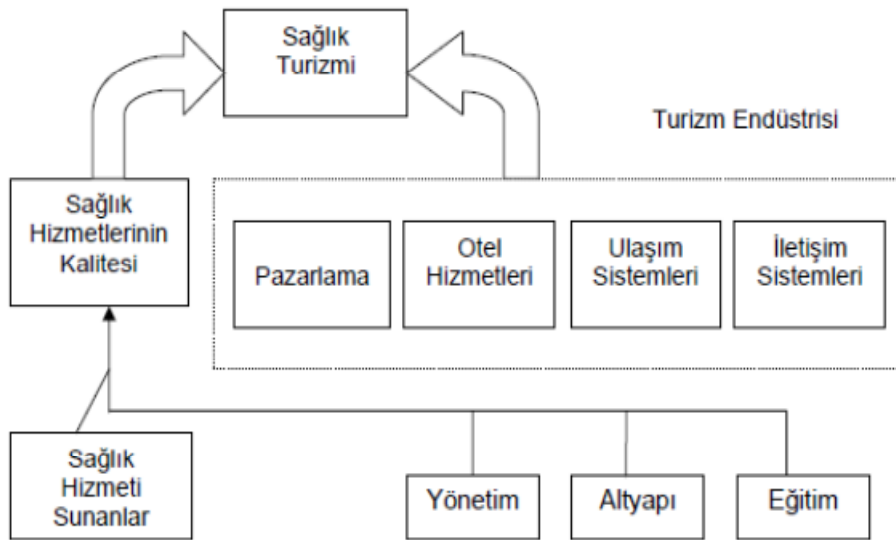 Sağlık
Turizmi
Turizm Endüstrisi
Sağlık
Hizmetlerinin
Kalitesi
Pazarlama
Otel
Hizmetleri
Ulaşım
Sistemleri
İletişim
Sistemleri
Sağlık
Hizmeti
Sunanlar
Yönetim
Altyapı
Eğitim